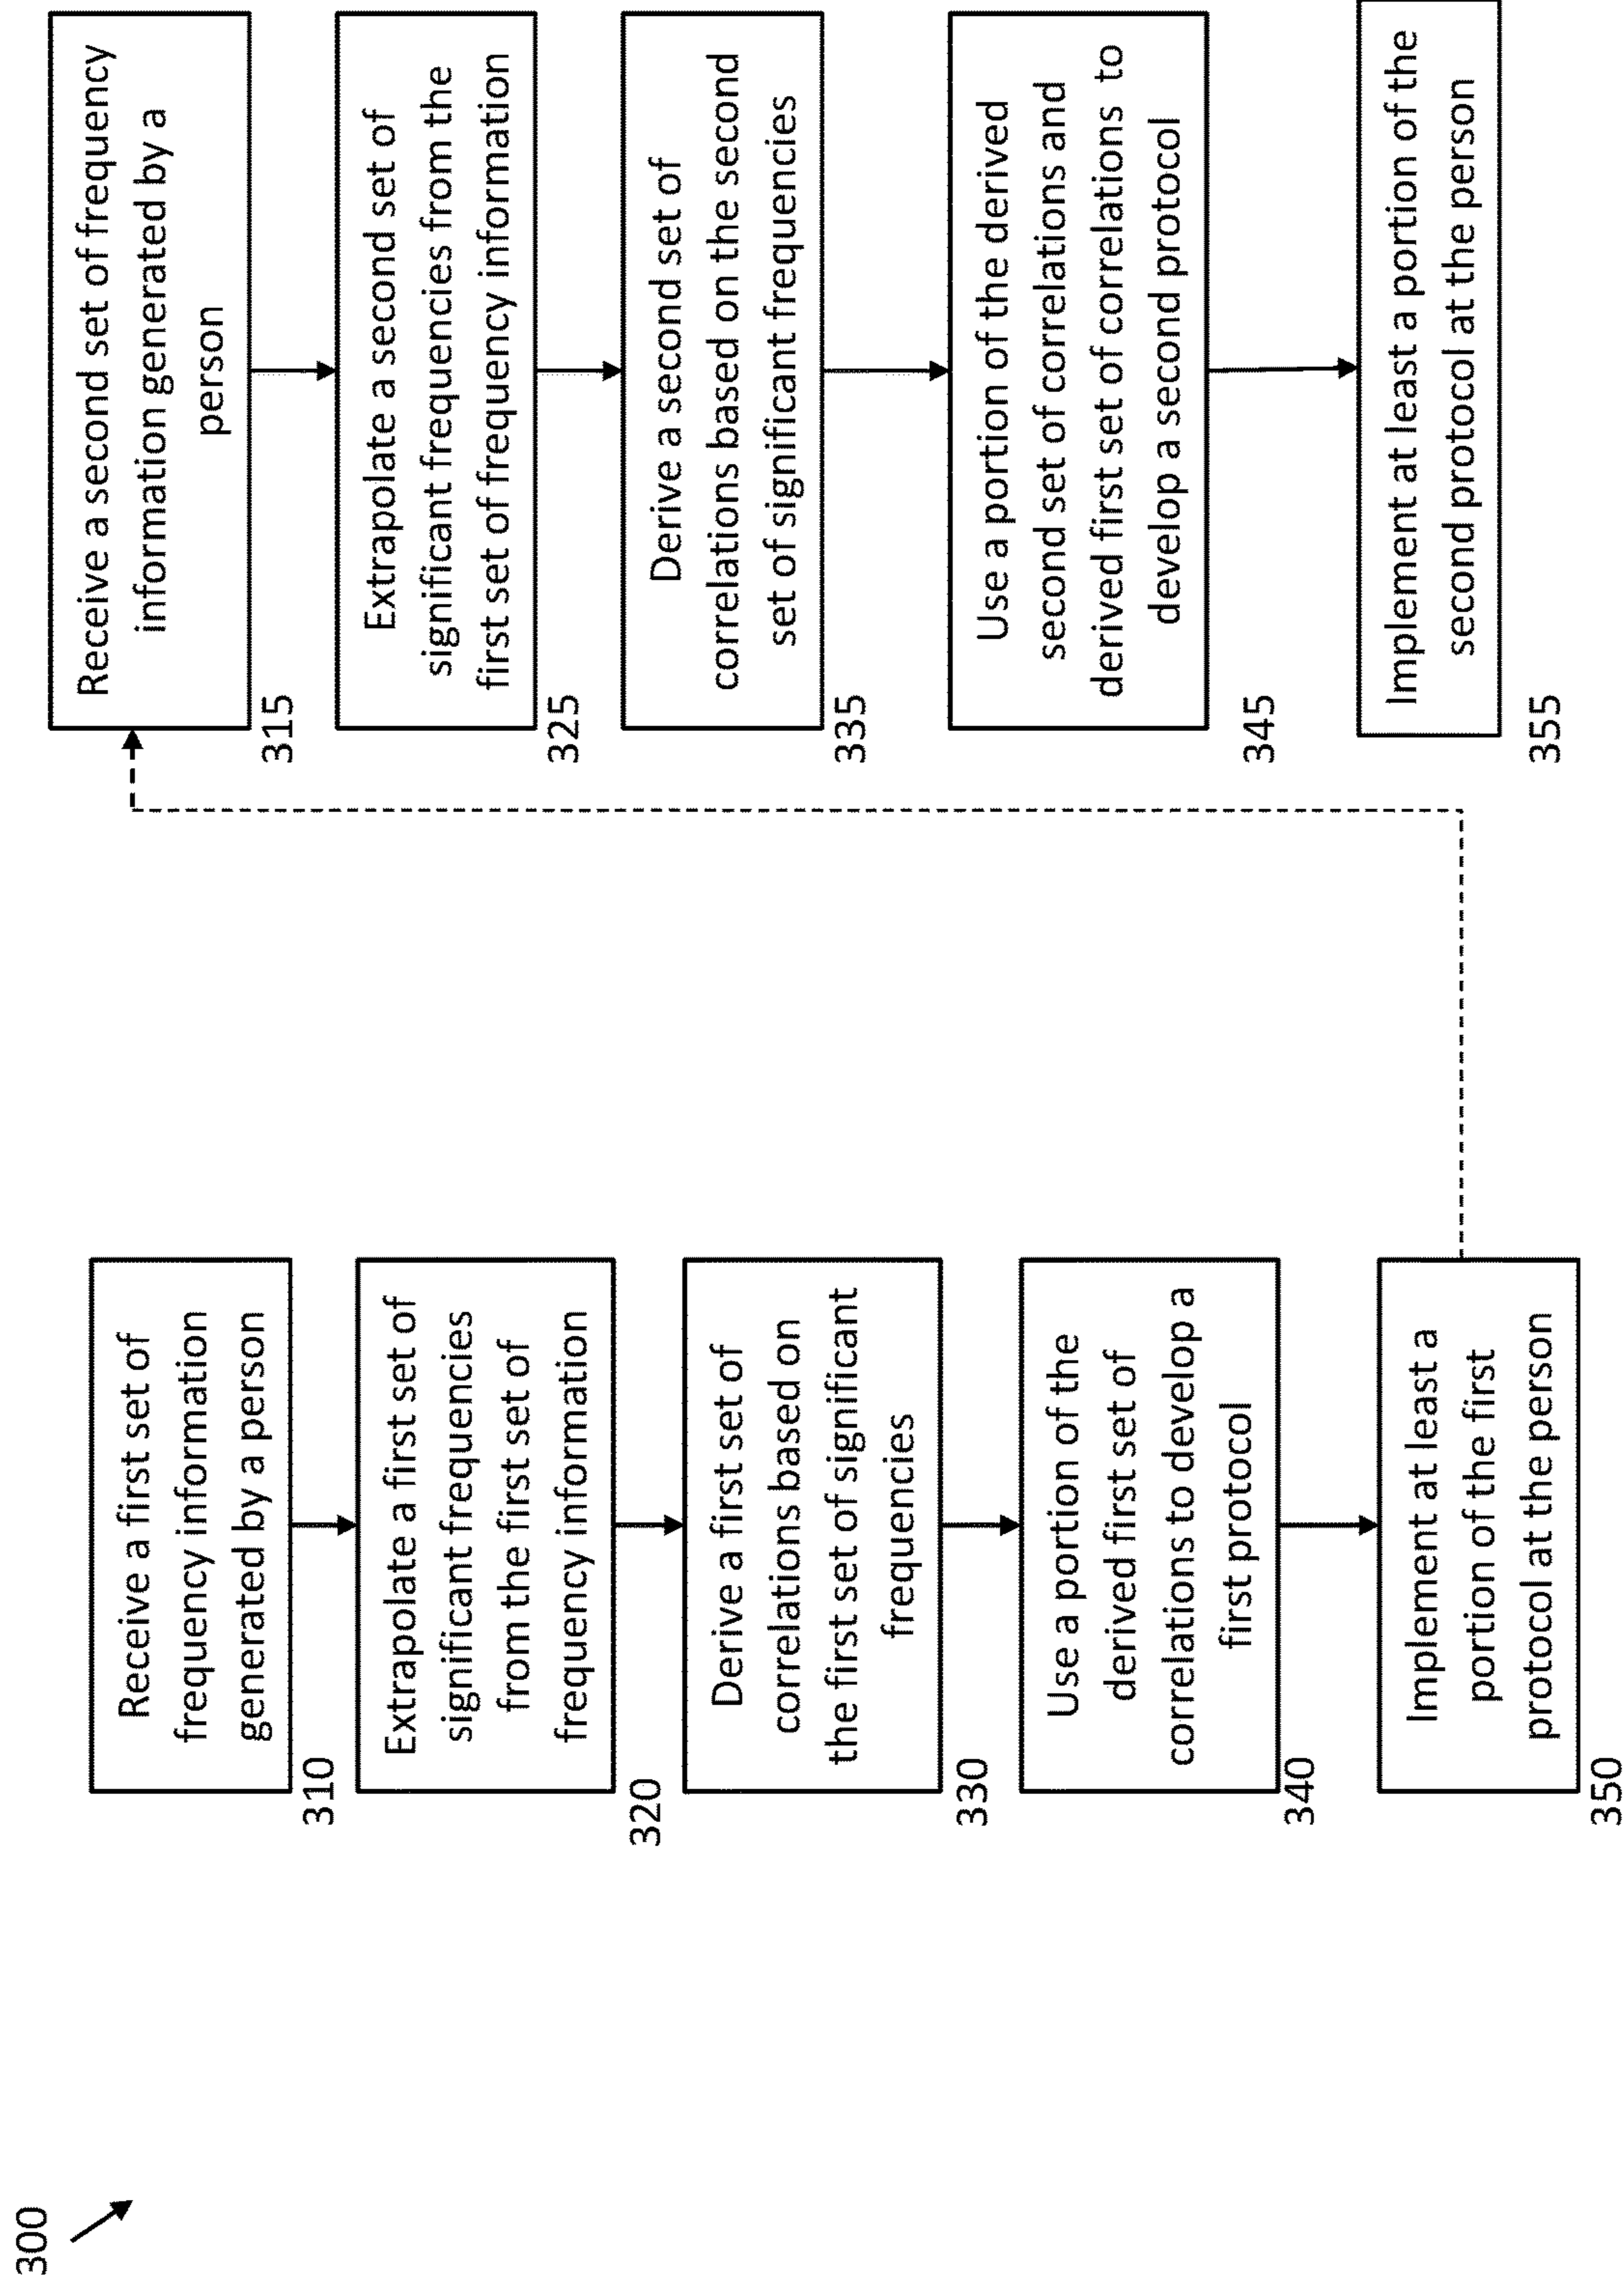 300
Receive a first set of
frequency information
generated by a person
310
Extrapolate a first set of
significant frequencies
from the first set of
frequency information
320
Derive a first set of
correlations based on
the first set of significant
frequencies
330
Use a portion of the
derived first set of
correlations to develop a
first protocol
340
Implement at least a
portion of the first
protocol at the person
350
Receive a second set of frequency
information generated by a
person
315
Extrapolate a second set of
significant frequencies from the
first set of frequency information
325
Derive a second set of
correlations based on the second
set of significant frequencies
335
Use a portion of the derived
second set of correlations and
derived first set of correlations to
develop a second protocol
345
Implement at least a portion of the
second protocol at the person
355